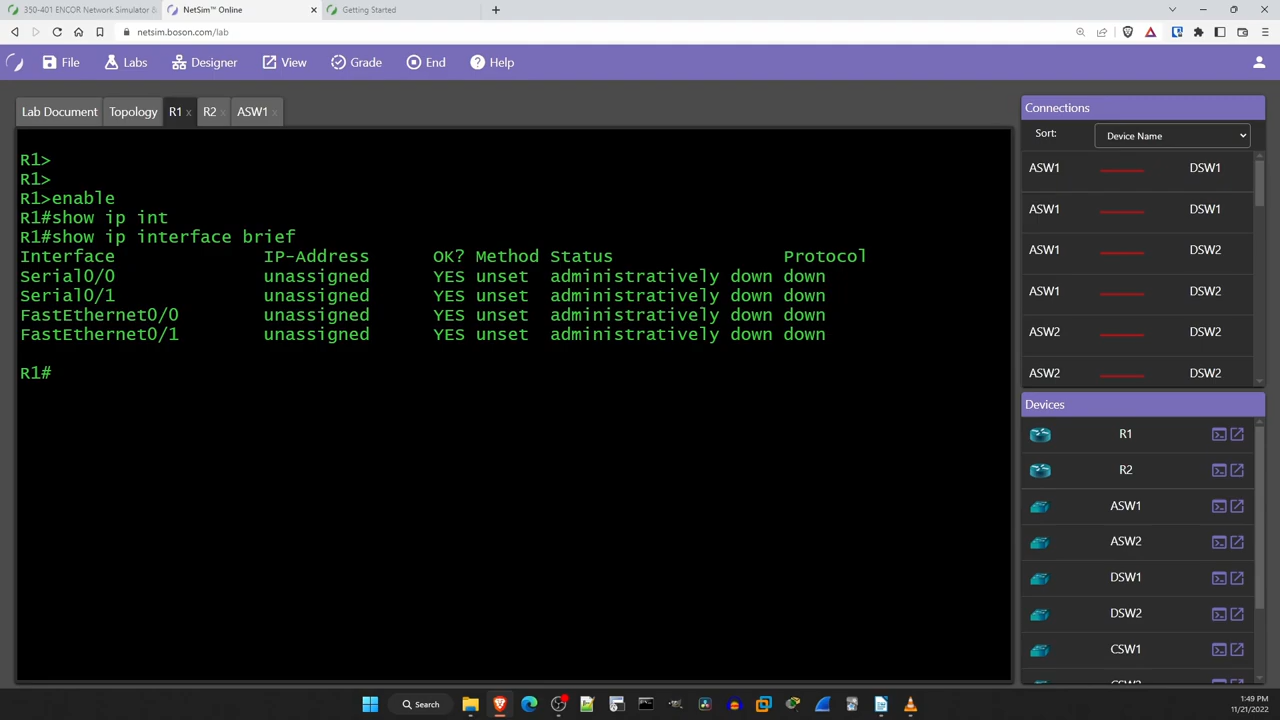 350-401 ENCOR Network Simulator &
NetSim™ Online
Getting Started
netsim.boson.com/lab
File
Labs
Designer
View
Grade
End
Help
Lab Document
Topology
R1 x
R2 x
ASW1 x
R1>
R1>
R1>enable
R1#show ip int
R1#show ip interface brief
Interface IP-Address OK? Method Status Protocol
Serial0/0 unassigned YES unset administratively down down
Serial0/1 unassigned YES unset administratively down down
FastEthernet0/0 unassigned YES unset administratively down down
FastEthernet0/1 unassigned YES unset administratively down down
R1#
Connections
Sort: Device Name
ASW1 DSW1
ASW1 DSW1
ASW1 DSW2
ASW1 DSW2
ASW2 DSW2
ASW2 DSW2
Devices
R1
R2
ASW1
ASW2
DSW1
DSW2
CSW1
Search
1:49 PM
11/21/2022